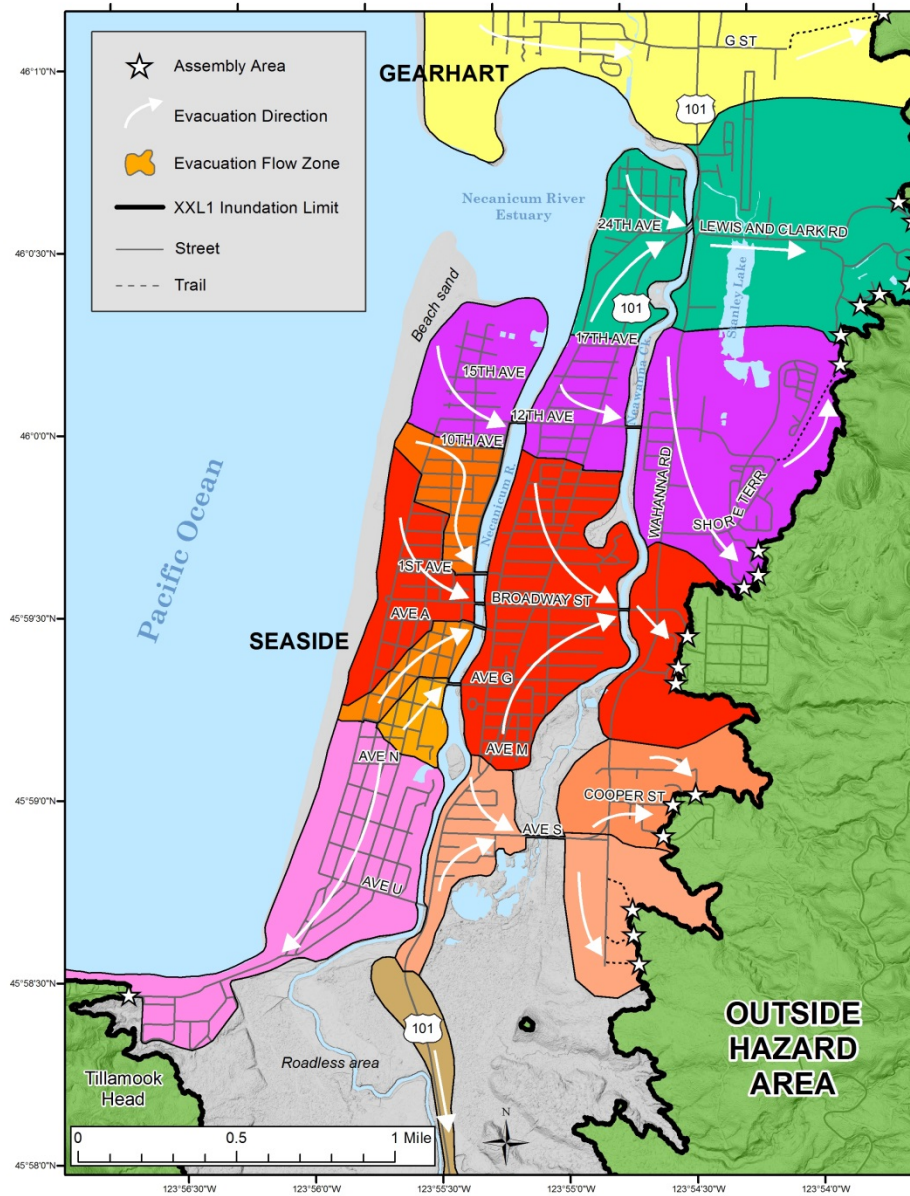 Assembly Area
Evacuation Direction
Evacuation Flow Zone
XXL1 Inundation Limit
Street
Trail
GEARHART
G ST
101
Necanicum River
Estuary
24TH AVE
LEWIS AND CLARK RD
Beach sand
101
17TH AVE
Stanley Lake
15TH AVE
Neawanna Ck.
12TH AVE
10TH AVE
Necanicum R.
WAHANNA RD
SHORE TERR
Pacific Ocean
1ST AVE
BROADWAY ST
AVE A
SEASIDE
AVE G
AVE M
AVE N
COOPER ST
AVE S
AVE U
OUTSIDE
HAZARD
AREA
101
Roadless area
Tillamook
Head
N
0 0.5 1 Mile
46°1'0"N
46°0'30"N
46°0'0"N
45°59'30"N
45°59'0"N
45°58'30"N
45°58'0"N
123°56'30"W 123°56'0"W 123°55'30"W 123°55'0"W 123°54'30"W 123°54'0"W